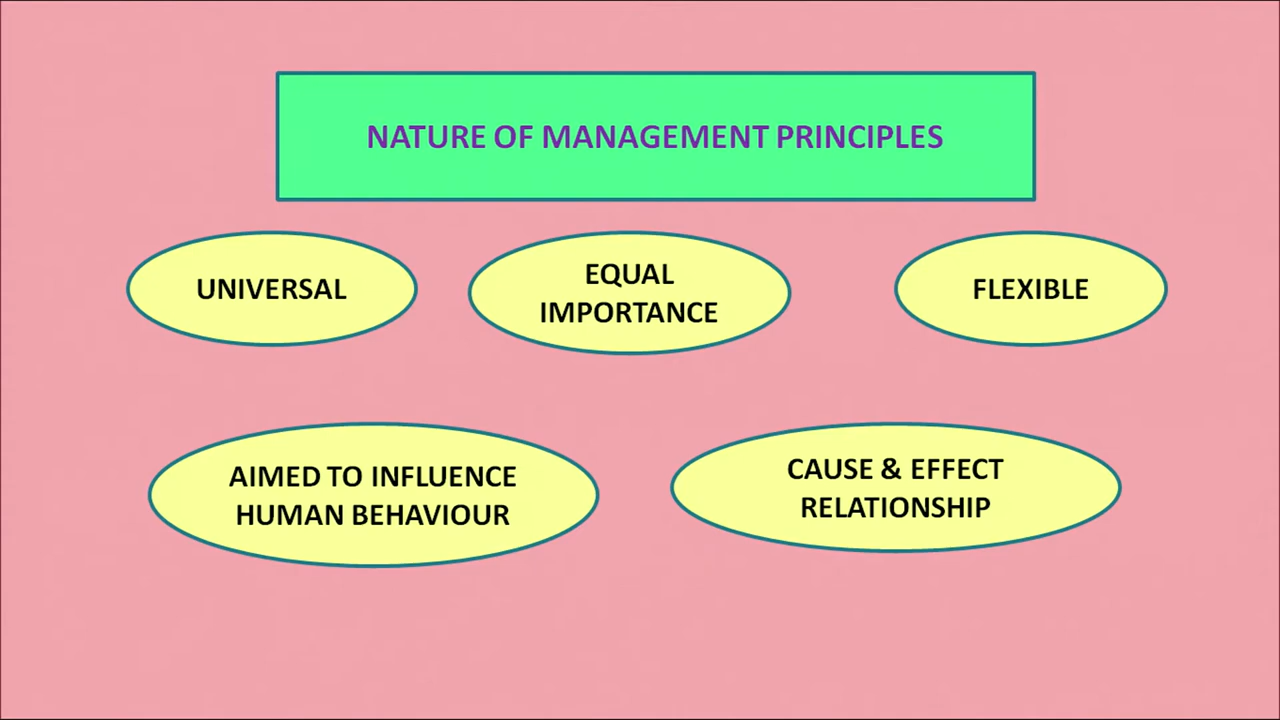 NATURE OF MANAGEMENT PRINCIPLES
UNIVERSAL
EQUAL
IMPORTANCE
FLEXIBLE
AIMED TO INFLUENCE
HUMAN BEHAVIOUR
CAUSE & EFFECT
RELATIONSHIP